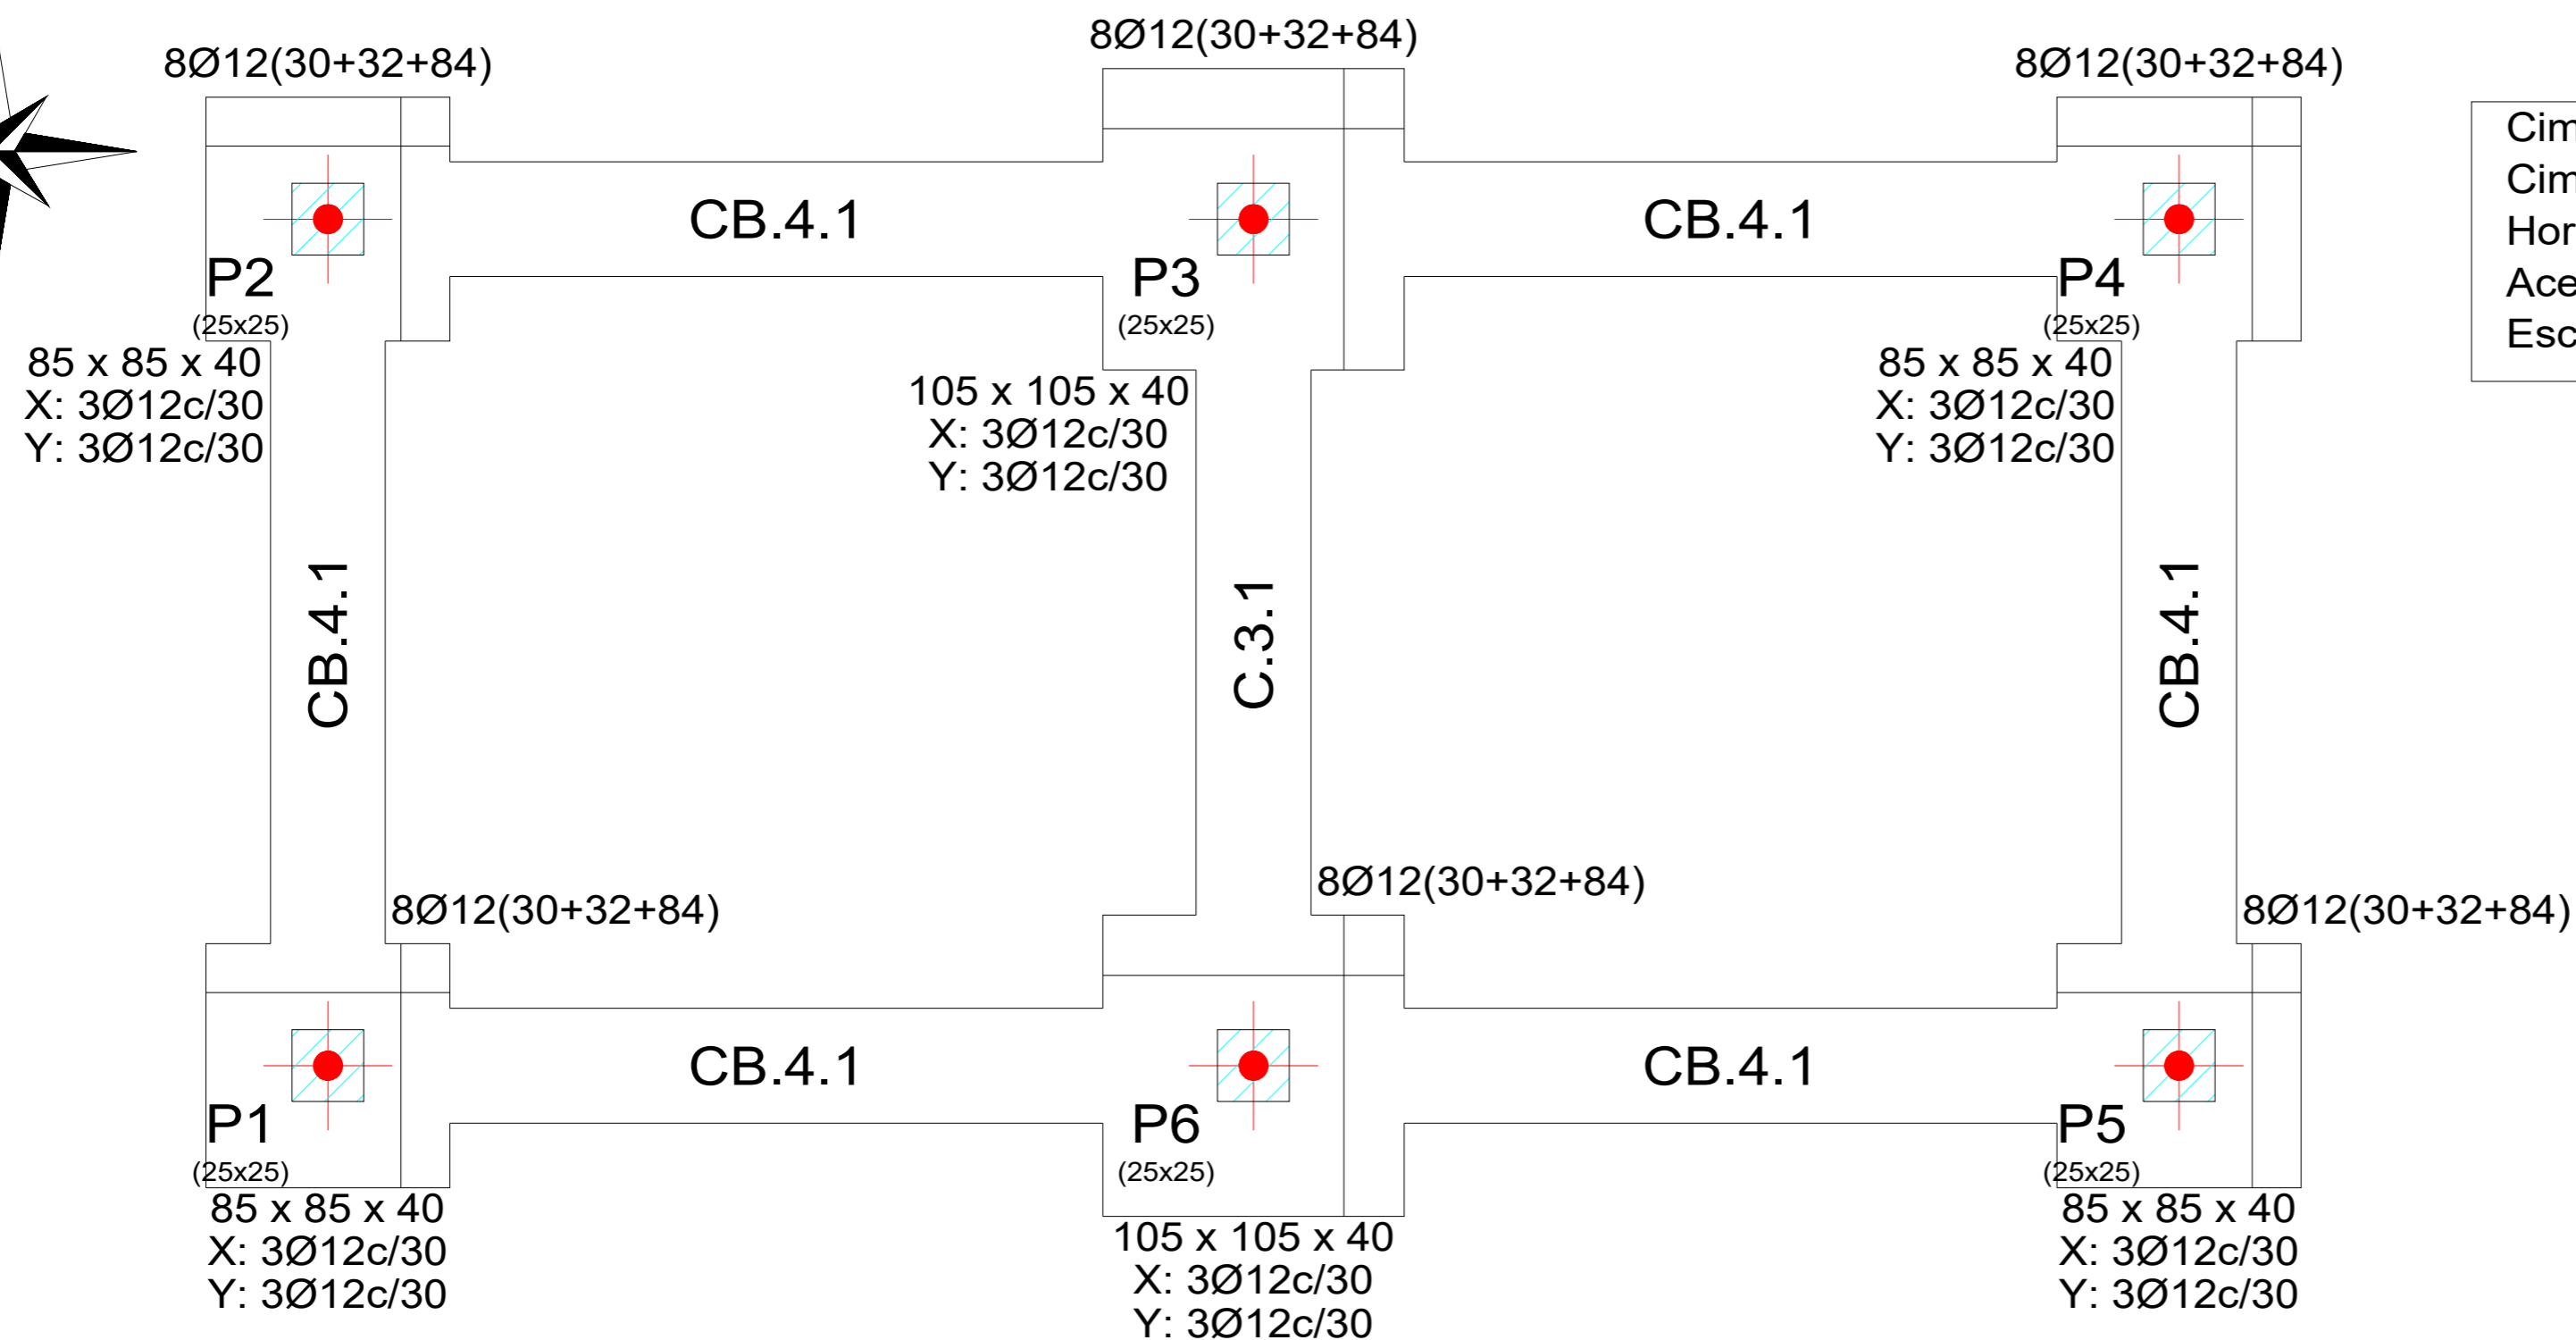 8Ø12(30+32+84)
8Ø12(30+32+84)
8Ø12(30+32+84)
CB.4.1
CB.4.1
P2
(25x25)
85 x 85 x 40
X: 3Ø12c/30
Y: 3Ø12c/30
P3
(25x25)
105 x 105 x 40
X: 3Ø12c/30
Y: 3Ø12c/30
P4
(25x25)
85 x 85 x 40
X: 3Ø12c/30
Y: 3Ø12c/30
CB.4.1
C.3.1
CB.4.1
8Ø12(30+32+84)
8Ø12(30+32+84)
8Ø12(30+32+84)
CB.4.1
CB.4.1
P1
(25x25)
85 x 85 x 40
X: 3Ø12c/30
Y: 3Ø12c/30
P6
(25x25)
105 x 105 x 40
X: 3Ø12c/30
Y: 3Ø12c/30
P5
(25x25)
85 x 85 x 40
X: 3Ø12c/30
Y: 3Ø12c/30